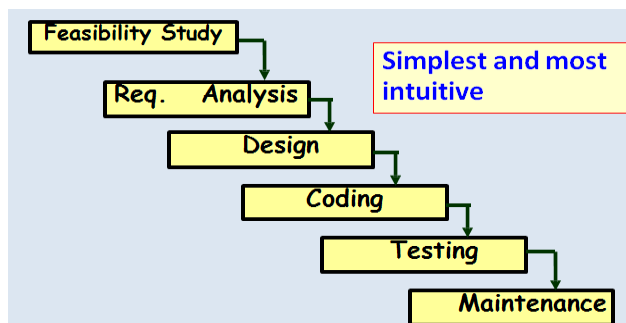 Feasibility Study
Simplest and most
intuitive
Req. Analysis
Design
Coding
Testing
Maintenance